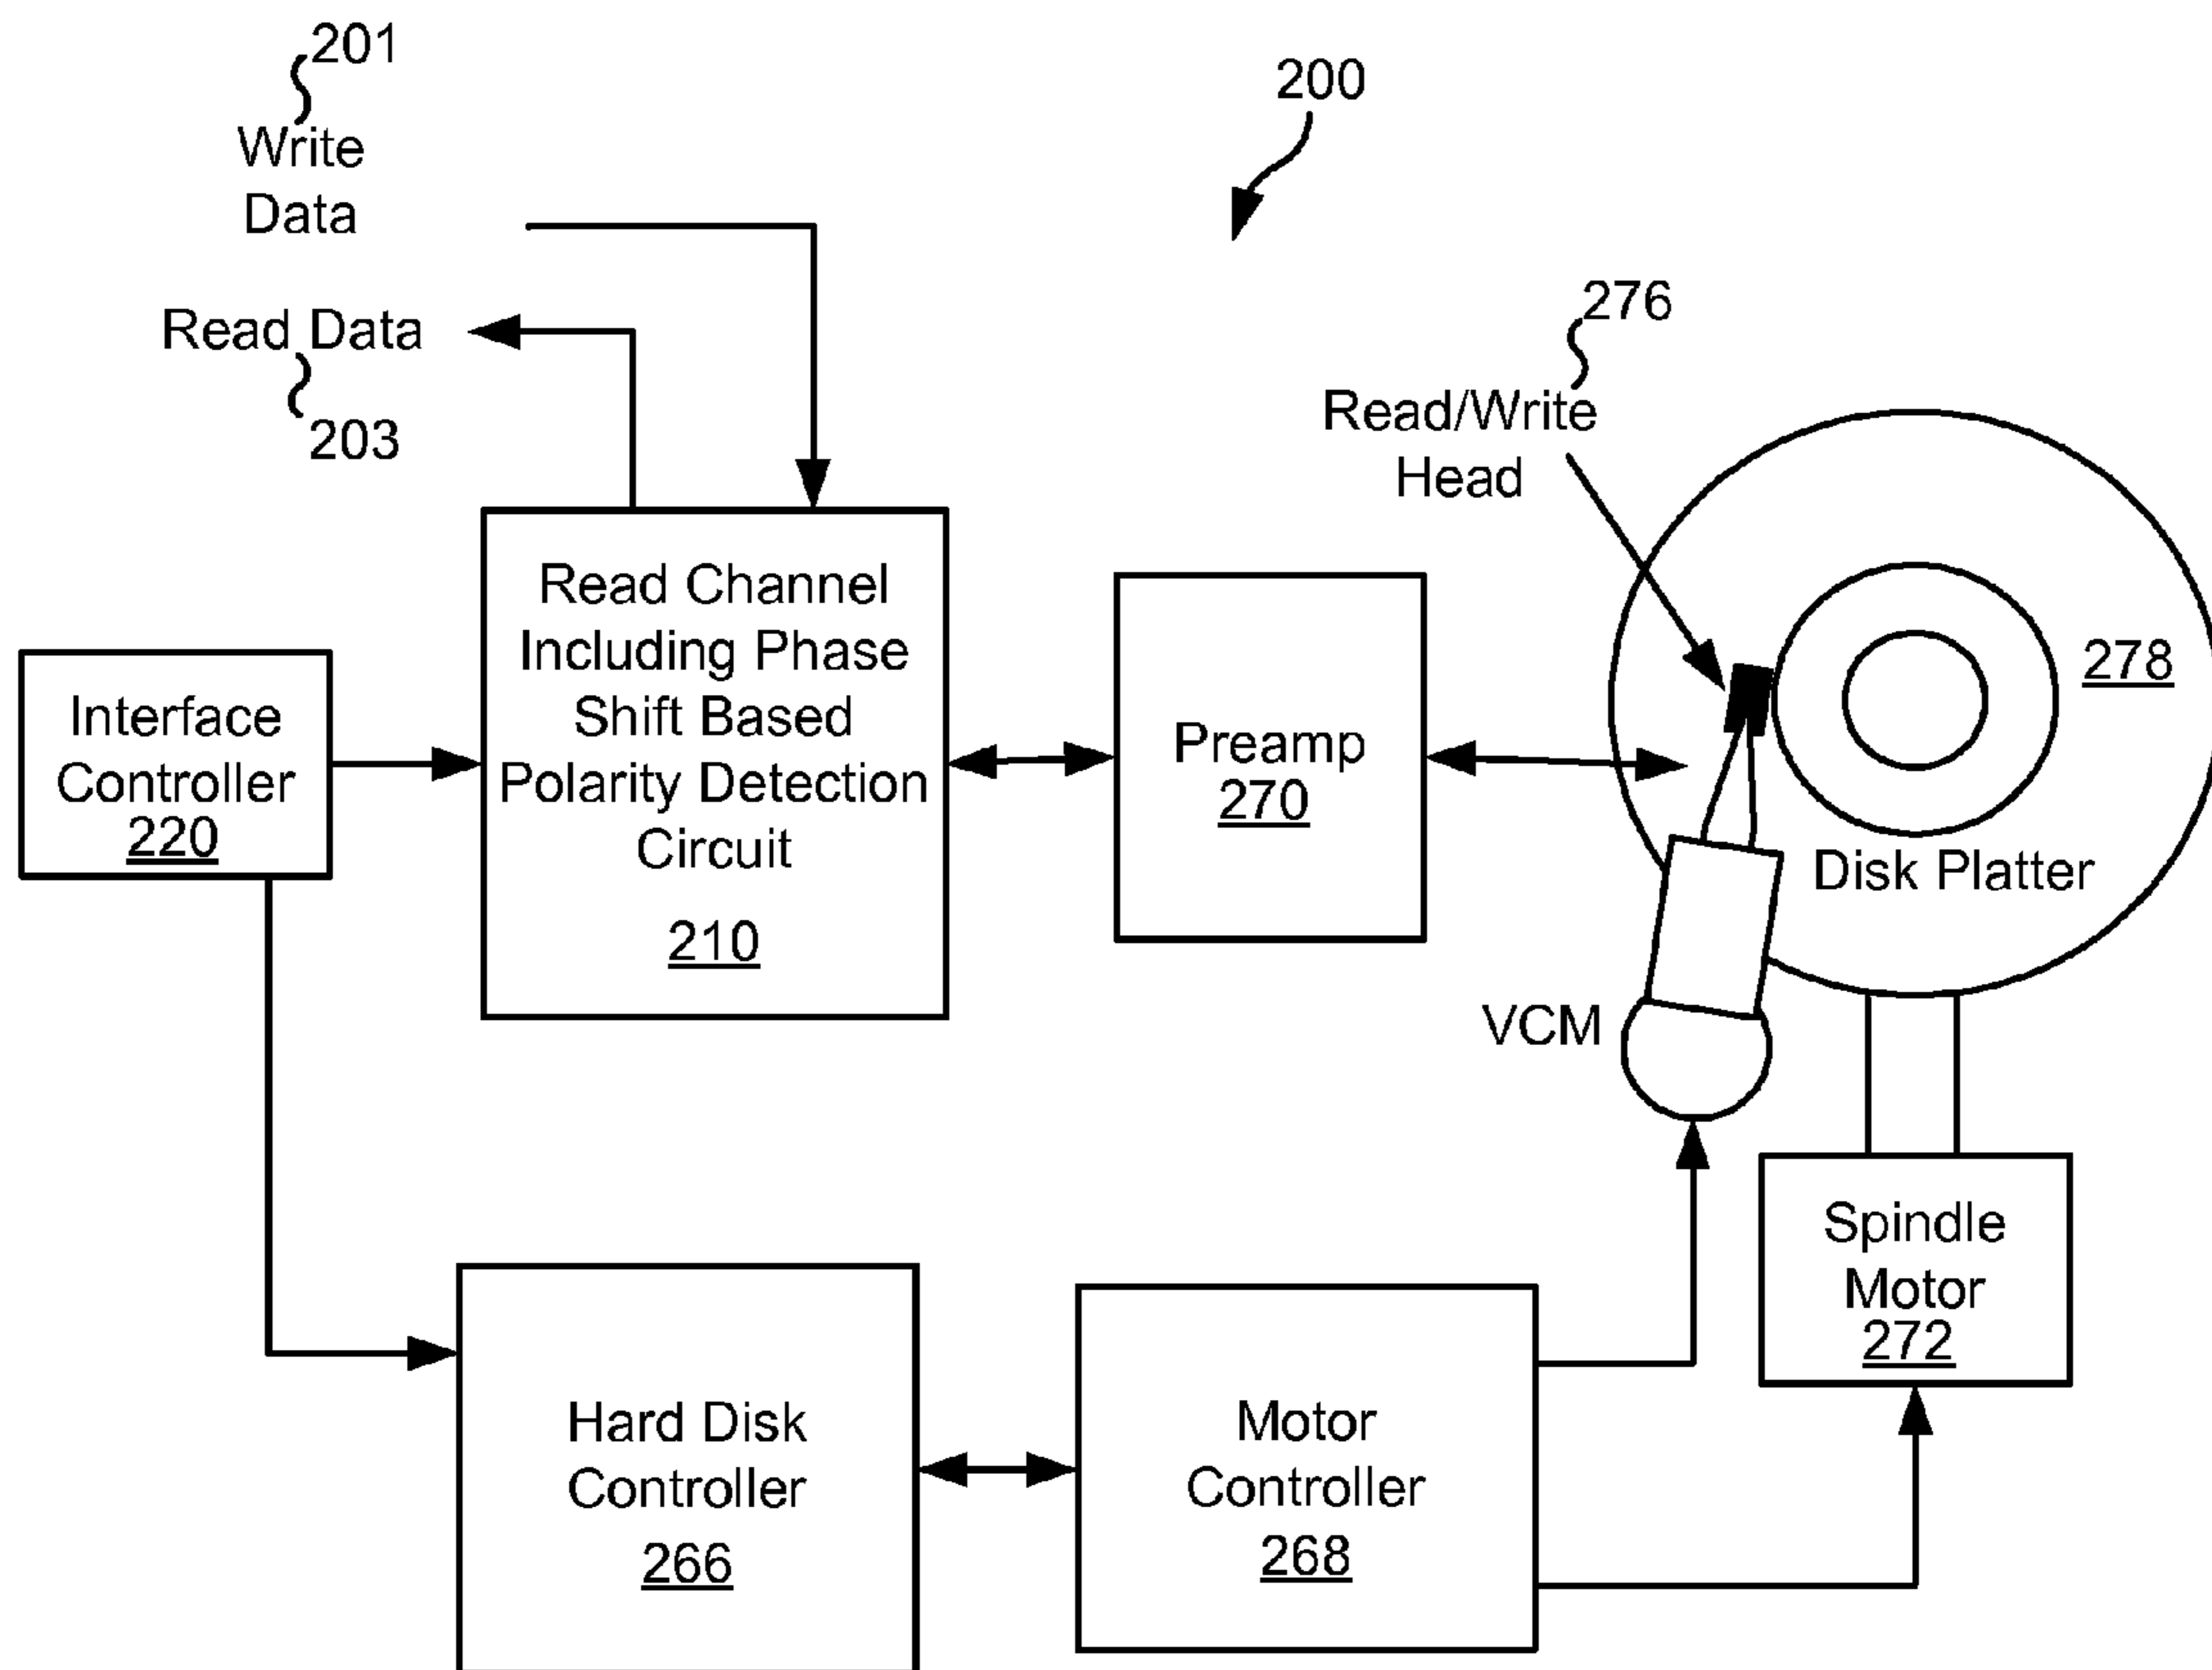 201
Write
Data
200
Read Data
203
276
Read/Write
Head
Read Channel
Including Phase
Shift Based
Polarity Detection
Circuit
210
Interface
Controller
220
Preamp
270
278
Disk Platter
VCM
Spindle
Motor
272
Hard Disk
Controller
266
Motor
Controller
268